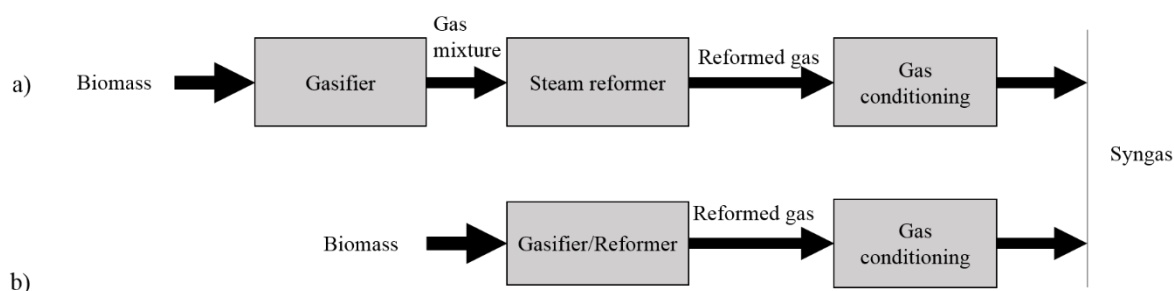 a)
Biomass
Gasifier
Gas
mixture
Steam reformer
Reformed gas
Gas
conditioning
Syngas
b)
Biomass
Gasifier/Reformer
Reformed gas
Gas
conditioning